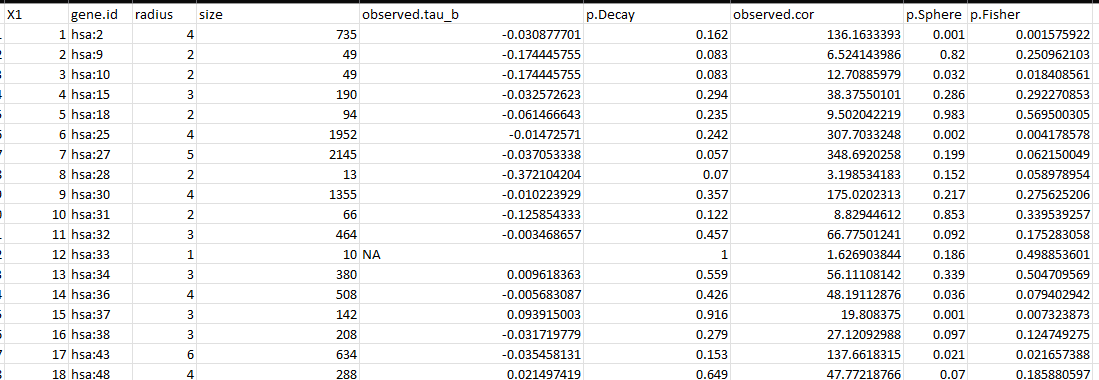 X1 gene.id radius size observed.tau_b p.Decay observed.cor p.Sphere p.Fisher
1 hsa:2 4 735 -0.030877701 0.162 136.1633393 0.001 0.001575922
2 hsa:9 2 49 -0.174445755 0.083 6.524143986 0.82 0.250962103
3 hsa:10 2 49 -0.174445755 0.083 12.70885979 0.032 0.018408561
4 hsa:15 3 190 -0.032572623 0.294 38.37550101 0.286 0.292270853
5 hsa:18 2 94 -0.061466643 0.235 9.502042219 0.983 0.569500305
6 hsa:25 4 1952 -0.01472571 0.242 307.7033248 0.002 0.004178578
7 hsa:27 5 2145 -0.037053338 0.057 348.6920258 0.199 0.062150049
8 hsa:28 2 13 -0.372104204 0.07 3.198534183 0.152 0.058978954
9 hsa:30 4 1355 -0.010223929 0.357 175.0202313 0.217 0.275625206
10 hsa:31 2 66 -0.125854333 0.122 8.82944612 0.853 0.339539257
11 hsa:32 3 464 -0.003468657 0.457 66.77501241 0.092 0.175283058
12 hsa:33 1 10 NA 1 1.626903844 0.186 0.498853601
13 hsa:34 3 380 0.009618363 0.559 56.11108142 0.339 0.504709569
14 hsa:36 4 508 -0.005683087 0.426 48.19112876 0.036 0.079402942
15 hsa:37 3 142 0.093915003 0.916 19.808375 0.001 0.007323873
16 hsa:38 3 208 -0.031719779 0.279 27.12092988 0.097 0.124749275
17 hsa:43 6 634 -0.035458131 0.153 137.6618315 0.021 0.021657388
18 hsa:48 4 288 0.021497419 0.649 47.77218766 0.07 0.185880597